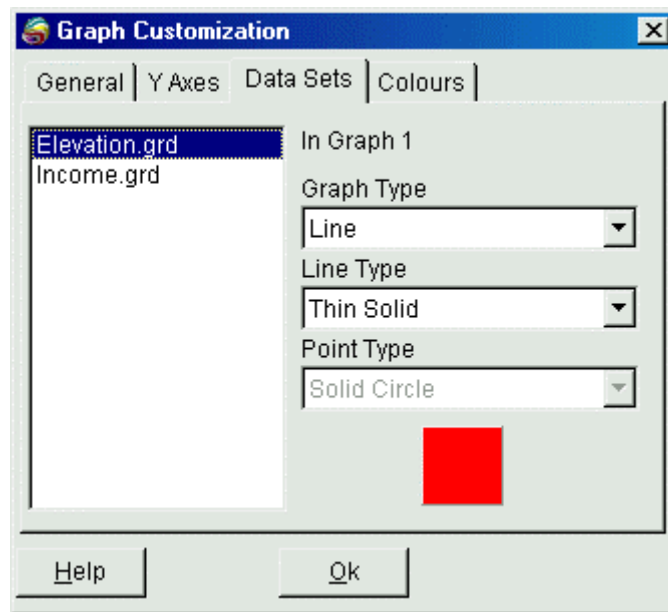 Graph Customization
General Y Axes Data Sets Colours
Elevation.grd
Income.grd
In Graph 1
Graph Type
Line
Line Type
Thin Solid
Point Type
Solid Circle
Help Ok